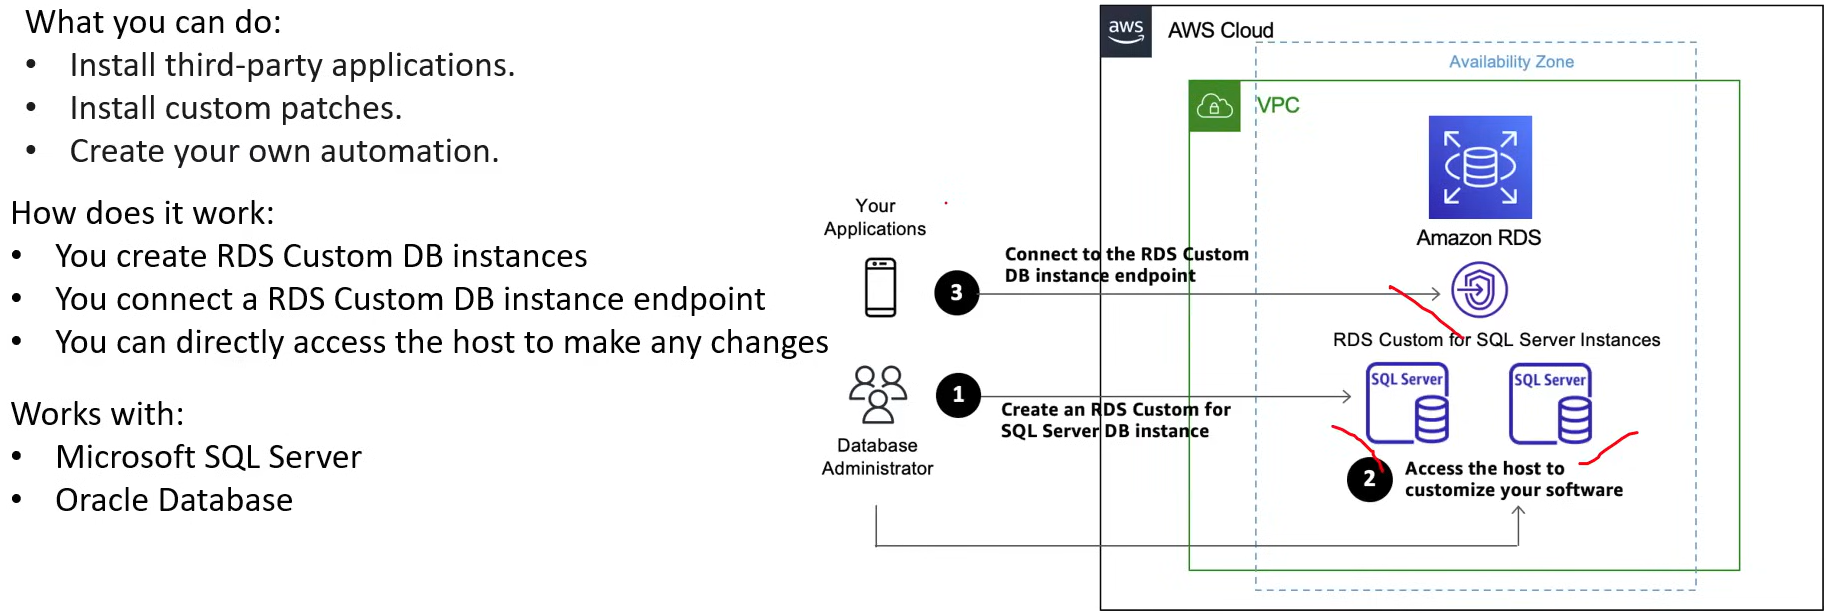 What you can do:
• Install third-party applications.
• Install custom patches.
• Create your own automation.
How does it work:
• You create RDS Custom DB instances
• You connect a RDS Custom DB instance endpoint
• You can directly access the host to make any changes
Works with:
• Microsoft SQL Server
• Oracle Database
aws
AWS Cloud
Availability Zone
VPC
Amazon RDS
Your
Applications
3
Connect to the RDS Custom
DB instance endpoint
RDS Custom for SQL Server Instances
SQL Server
SQL Server
1
Create an RDS Custom for
SQL Server DB instance
Database
Administrator
2
Access the host to
customize your software